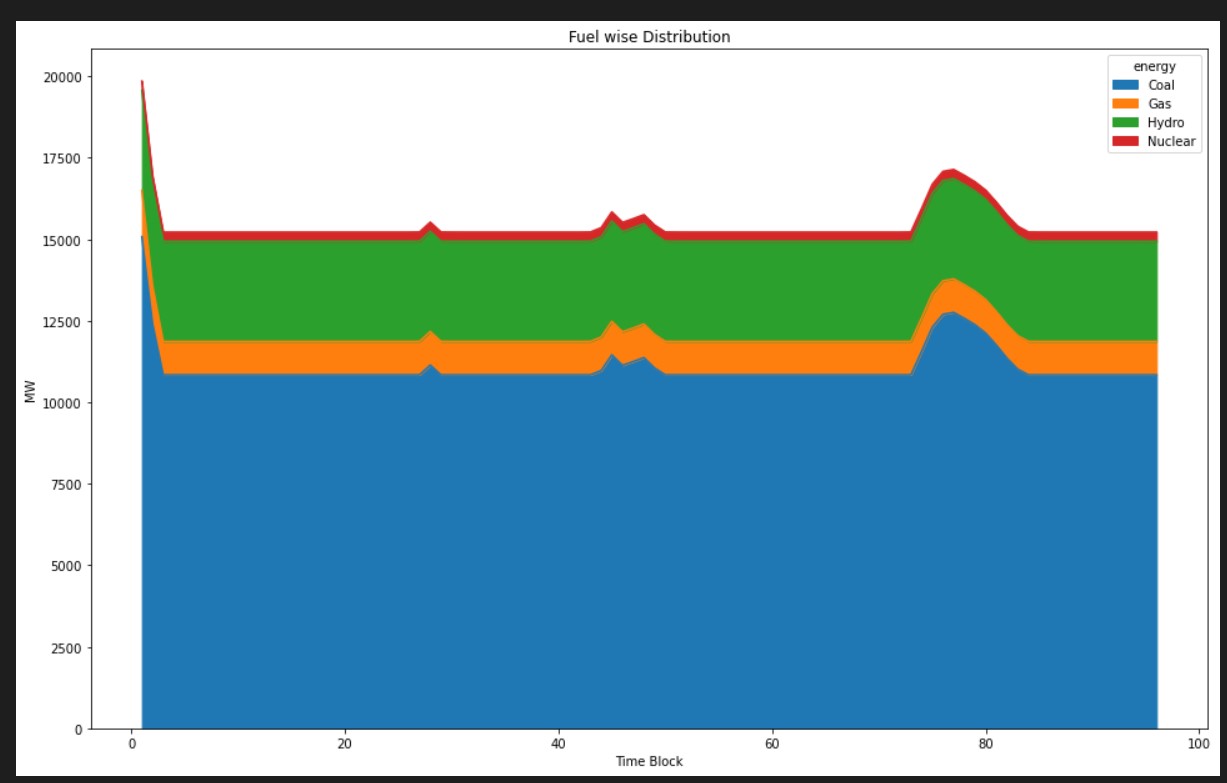 Fuel wise Distribution
energy
Coal
Gas
Hydro
Nuclear
20000
17500
15000
12500
10000
7500
5000
2500
0
MW
0 20 40 60 80 100
Time Block